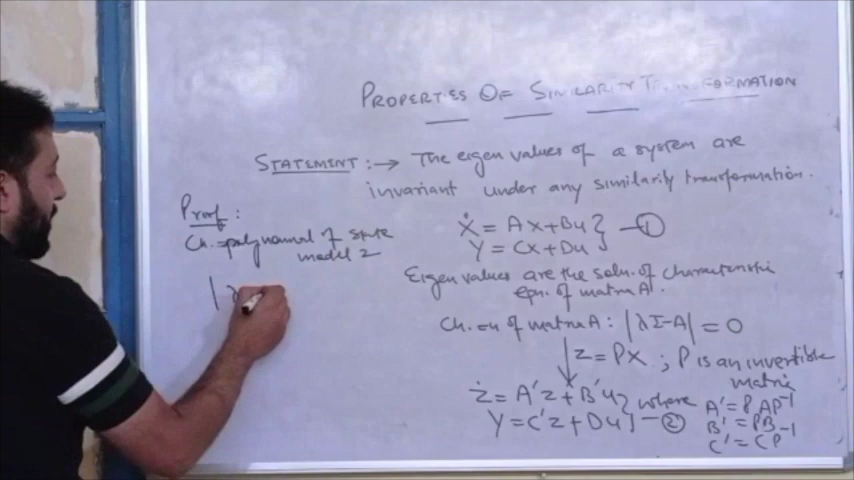 PROPERTIES OF SIMILARITY TRANSFORMATION
STATEMENT :→ The eigen values of a system are
invariant under any similarity transformation.
Proof :
Ch. polynomial of state
model 2
|λ
Ẋ = AX+BU } —①
Y = CX+DU
Eigen values are the soln. of characteristic
eqn. of matrix A.
Ch. eq. of matrix A : |λI-A| = 0
↓ Z = PX ; P is an invertible
matrix
Ż = A'Z + B'U } where
Y = C'Z + DU } —②
A' = PAP⁻¹
B' = PB
C' = CP⁻¹